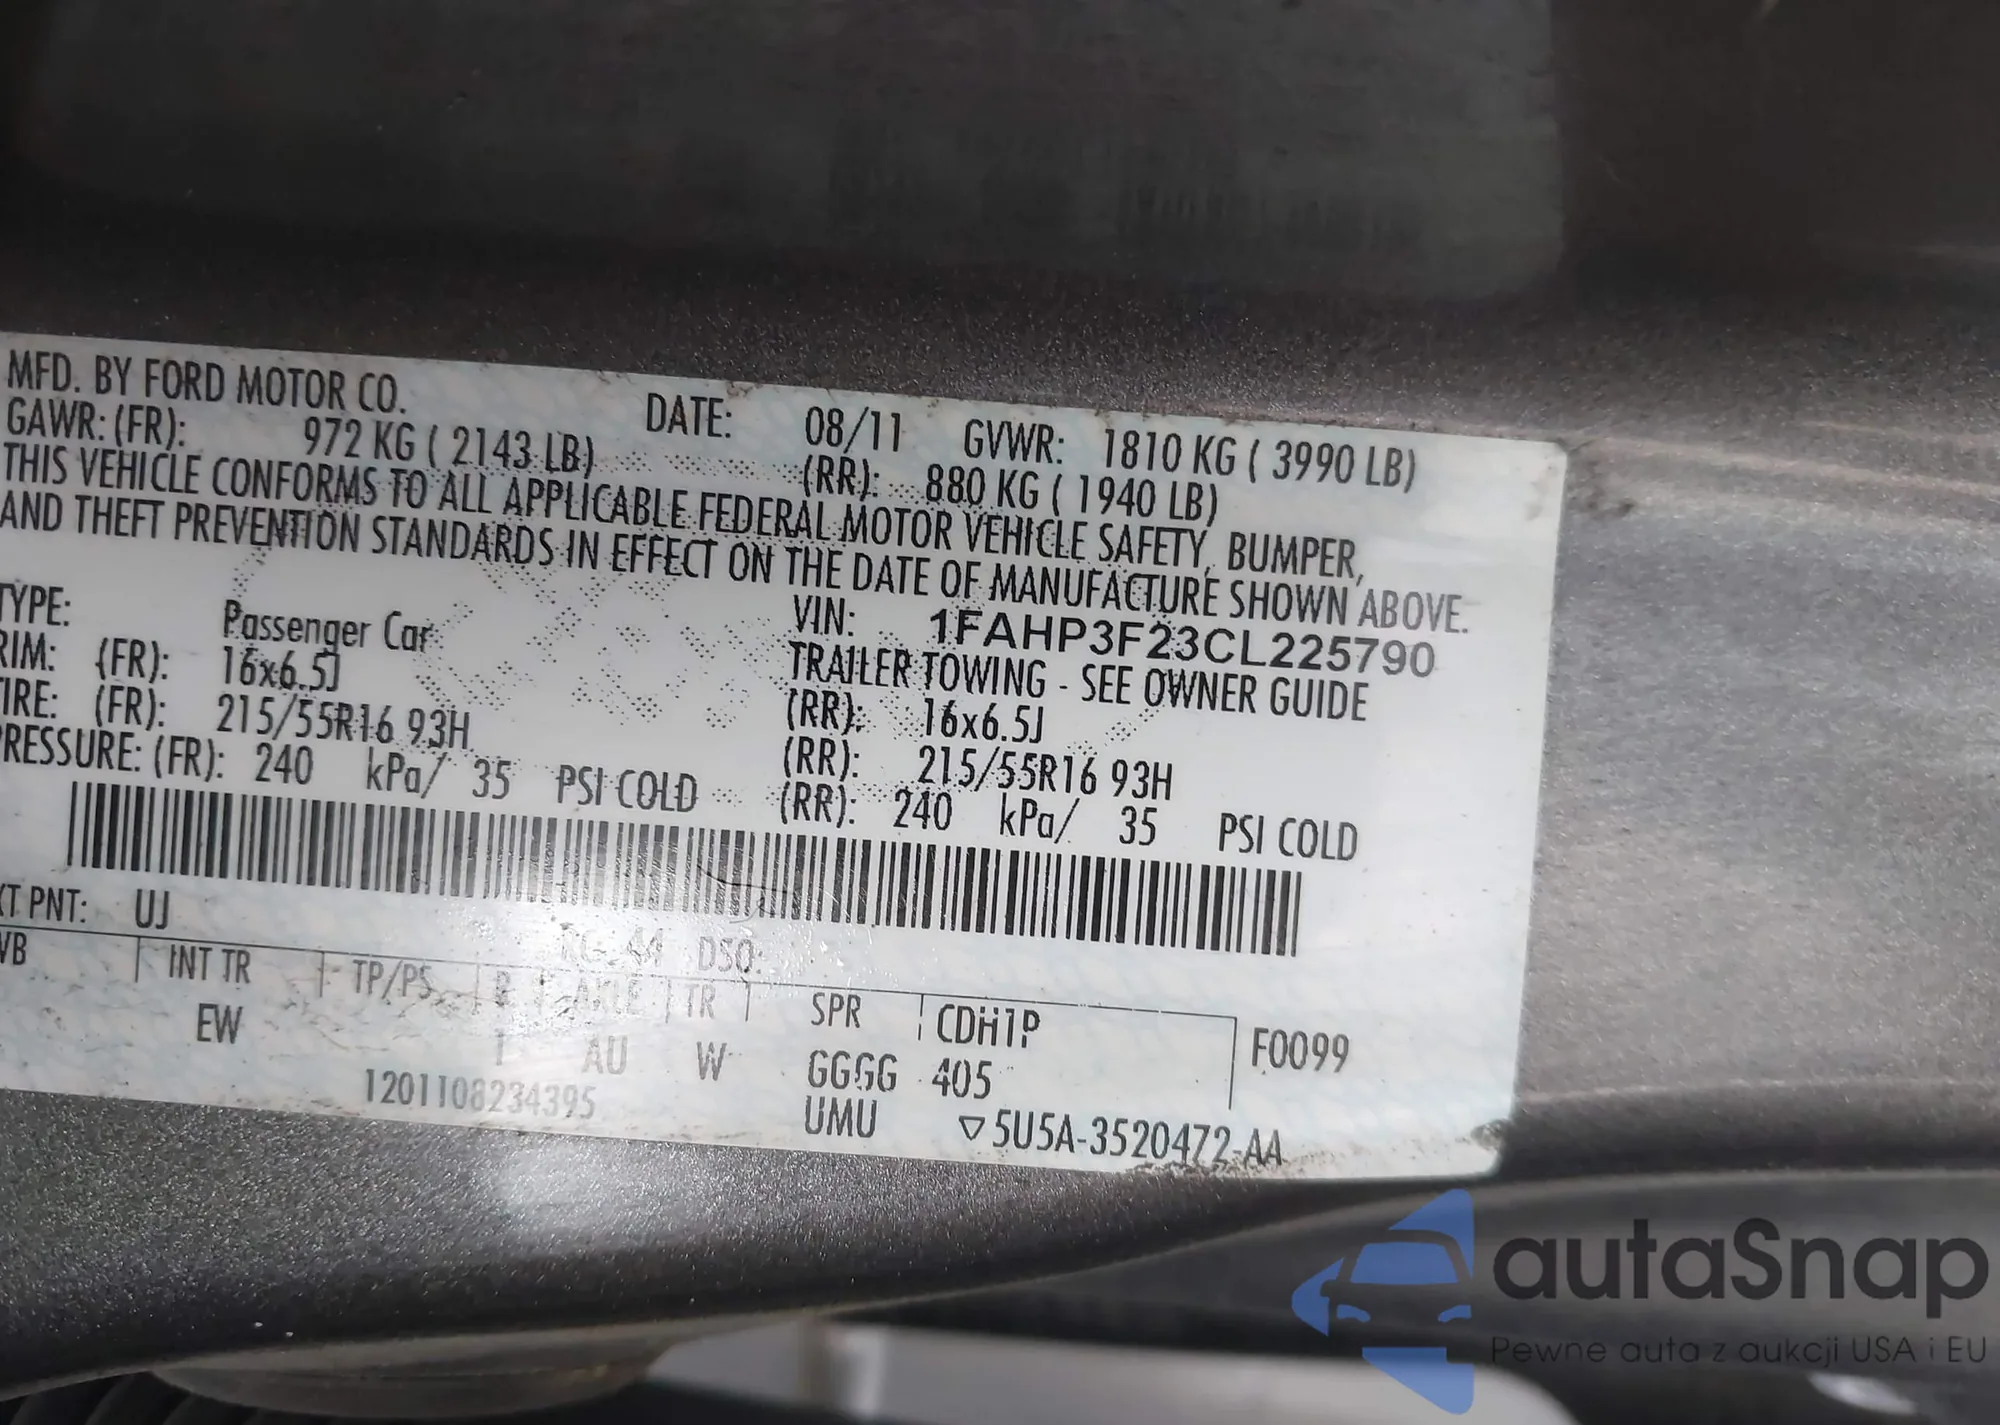 MFD. BY FORD MOTOR CO. DATE: 08/11 GVWR: 1810 KG ( 3990 LB)
GAWR: (FR): 972 KG ( 2143 LB) (RR): 880 KG ( 1940 LB)
THIS VEHICLE CONFORMS TO ALL APPLICABLE FEDERAL MOTOR VEHICLE SAFETY, BUMPER,
AND THEFT PREVENTION STANDARDS IN EFFECT ON THE DATE OF MANUFACTURE SHOWN ABOVE.
VIN: 1FAHP3F23CL225790
TYPE: Passenger Car TRAILER TOWING - SEE OWNER GUIDE
RIM: (FR): 16x6.5J (RR): 16x6.5J
TIRE: (FR): 215/55R16 93H (RR): 215/55R16 93H
PRESSURE: (FR): 240 kPa/ 35 PSI COLD (RR): 240 kPa/ 35 PSI COLD
PNT: UJ 44 DSO:
WB INT TR TP/PS R AXLE TR SPR CDH1P F0099
EW AU W GGGG 405
1201108234395 UMU ▽5U5A-3520472-AA
autaSnap
Pewne auta z aukcji USA i EU